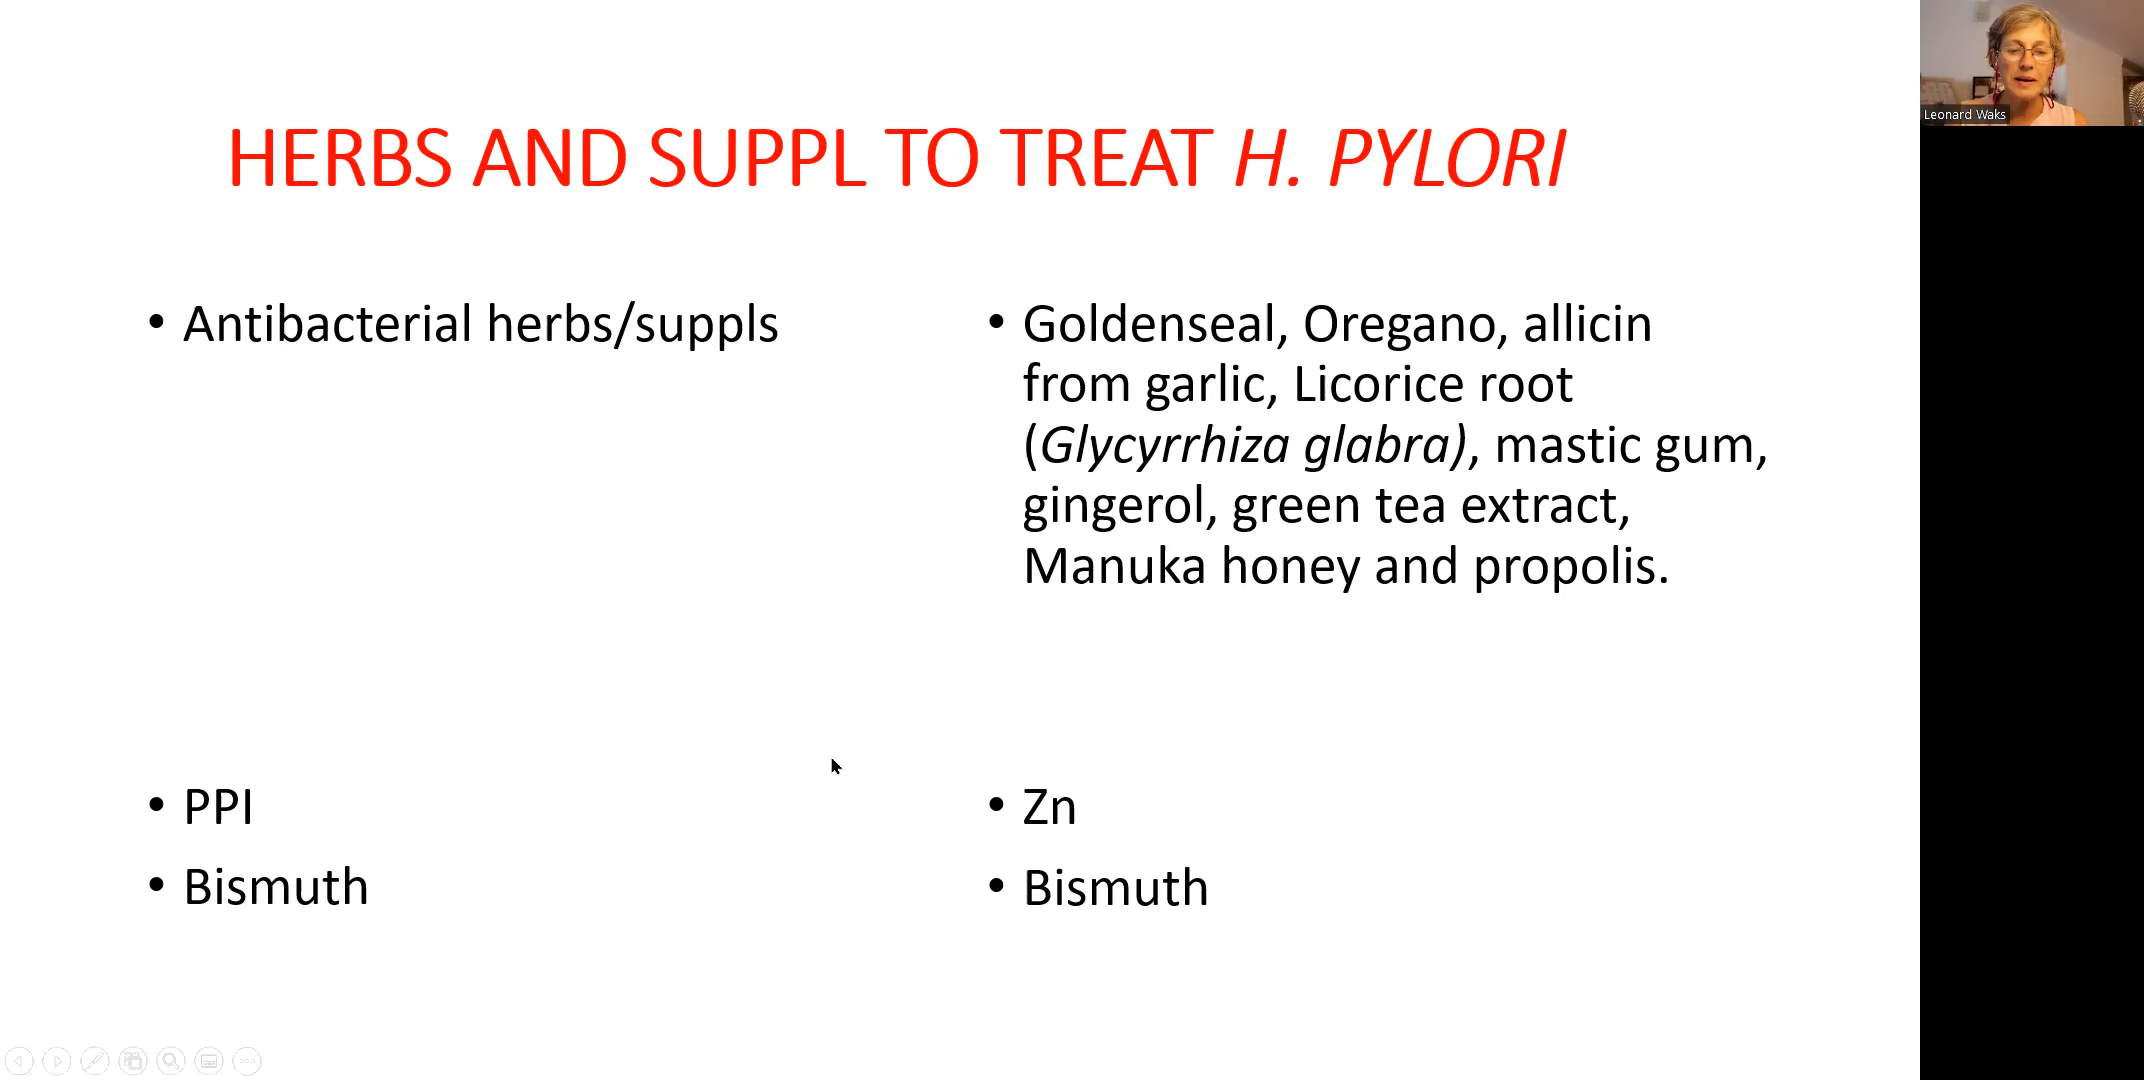 HERBS AND SUPPL TO TREAT H. PYLORI
• Antibacterial herbs/suppls
• Goldenseal, Oregano, allicin
from garlic, Licorice root
(Glycyrrhiza glabra), mastic gum,
gingerol, green tea extract,
Manuka honey and propolis.
• PPI
• Zn
• Bismuth
• Bismuth
Leonard Waks